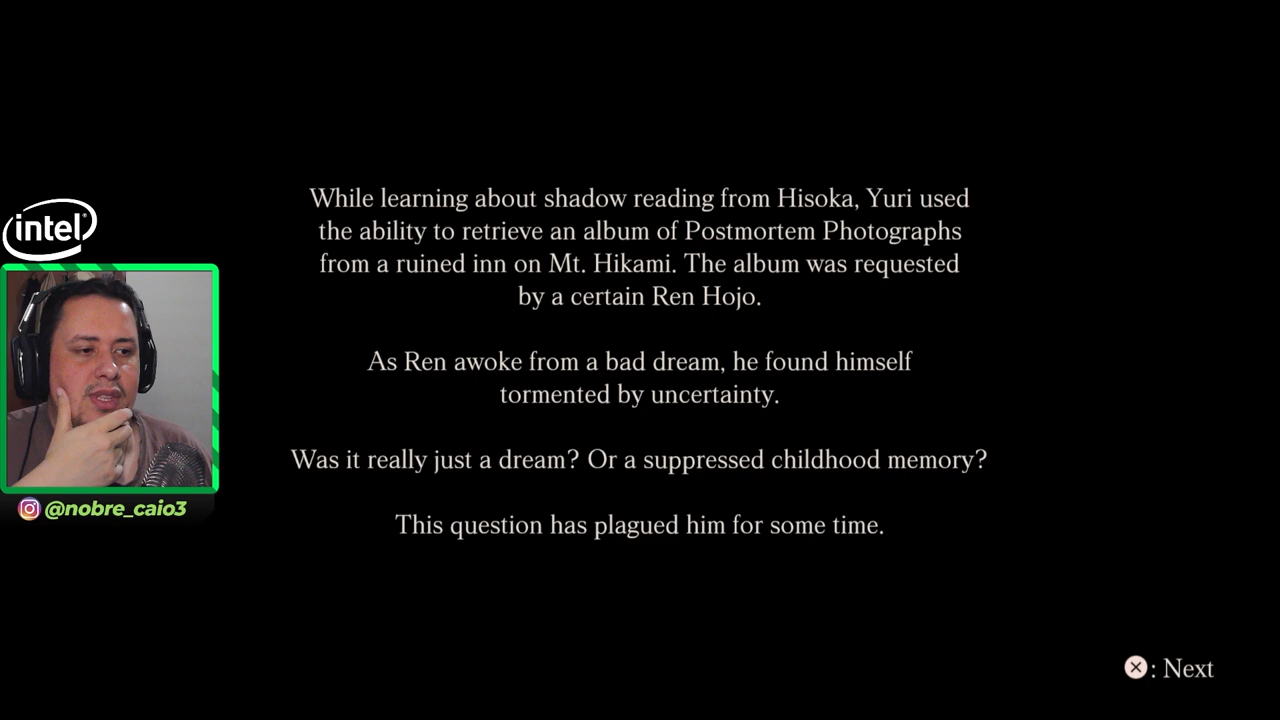 While learning about shadow reading from Hisoka, Yuri used
the ability to retrieve an album of Postmortem Photographs
from a ruined inn on Mt. Hikami. The album was requested
by a certain Ren Hojo.
As Ren awoke from a bad dream, he found himself
tormented by uncertainty.
Was it really just a dream? Or a suppressed childhood memory?
This question has plagued him for some time.
intel
@nobre_caio3
: Next